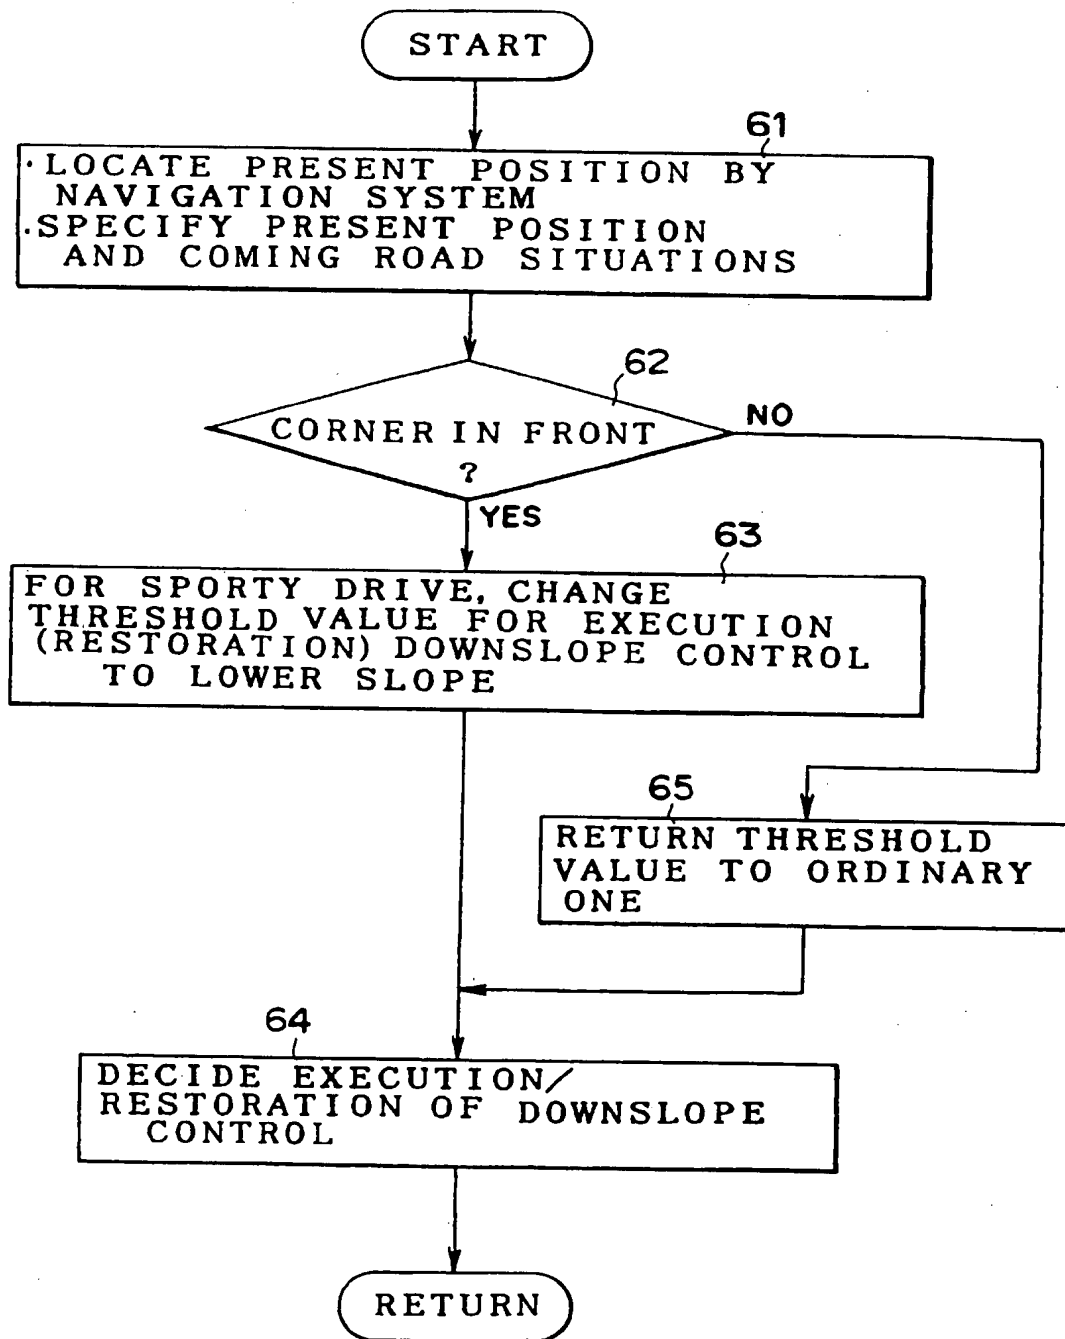 START
61
·LOCATE PRESENT POSITION BY
NAVIGATION SYSTEM
·SPECIFY PRESENT POSITION
AND COMING ROAD SITUATIONS
62
CORNER IN FRONT
?
NO
YES
63
FOR SPORTY DRIVE, CHANGE
THRESHOLD VALUE FOR EXECUTION
(RESTORATION) DOWNSLOPE CONTROL
TO LOWER SLOPE
65
RETURN THRESHOLD
VALUE TO ORDINARY
ONE
64
DECIDE EXECUTION/
RESTORATION OF DOWNSLOPE
CONTROL
RETURN